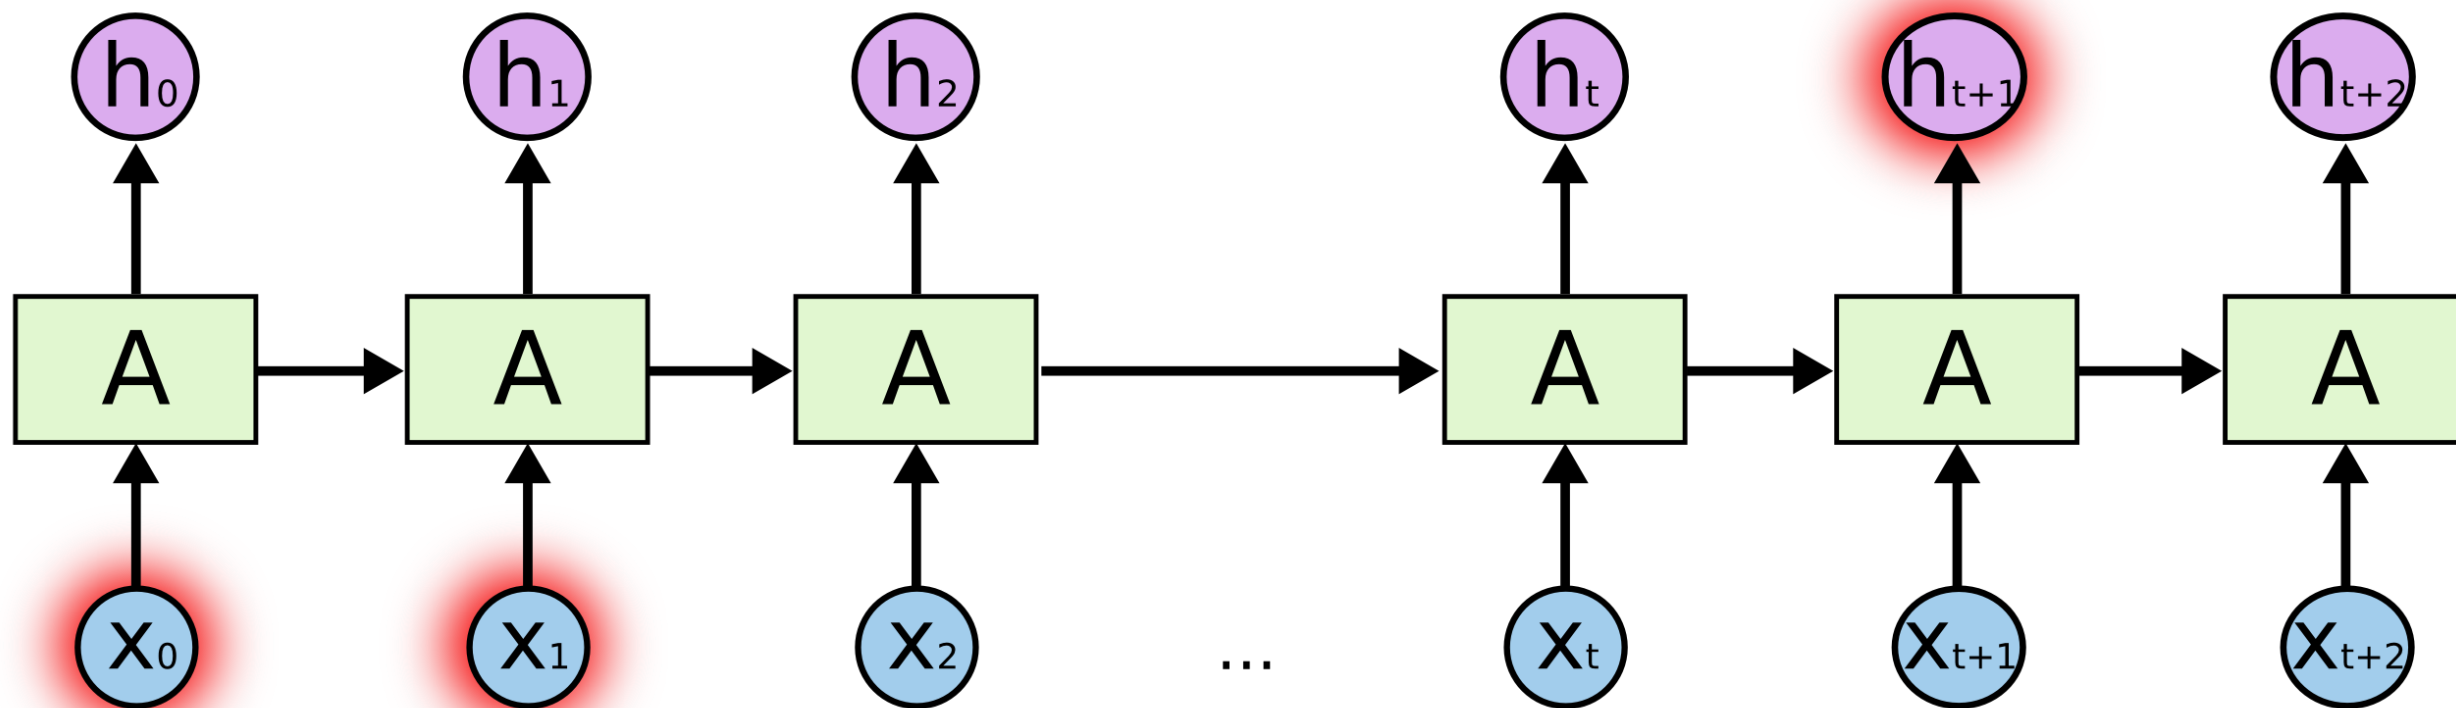 h0 h1 h2 ht ht+1 ht+2
A A A A A A
x0 x1 x2 ... xt xt+1 xt+2